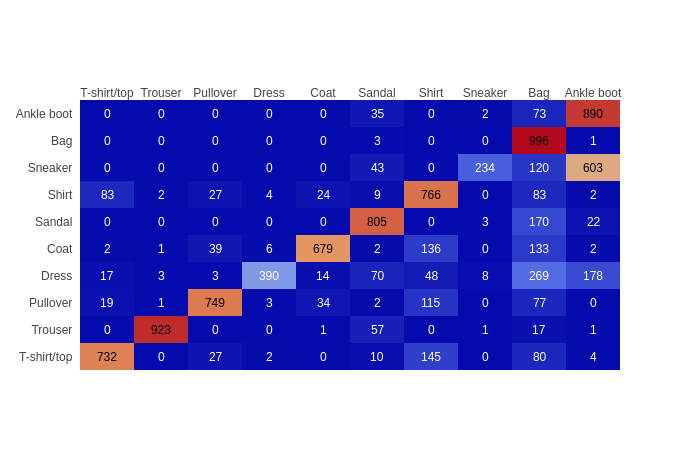 T-shirt/top Trouser Pullover Dress Coat Sandal Shirt Sneaker Bag Ankle boot
Ankle boot 0 0 0 0 0 35 0 2 73 890
Bag 0 0 0 0 0 3 0 0 996 1
Sneaker 0 0 0 0 0 43 0 234 120 603
Shirt 83 2 27 4 24 9 766 0 83 2
Sandal 0 0 0 0 0 805 0 3 170 22
Coat 2 1 39 6 679 2 136 0 133 2
Dress 17 3 3 390 14 70 48 8 269 178
Pullover 19 1 749 3 34 2 115 0 77 0
Trouser 0 923 0 0 1 57 0 1 17 1
T-shirt/top 732 0 27 2 0 10 145 0 80 4